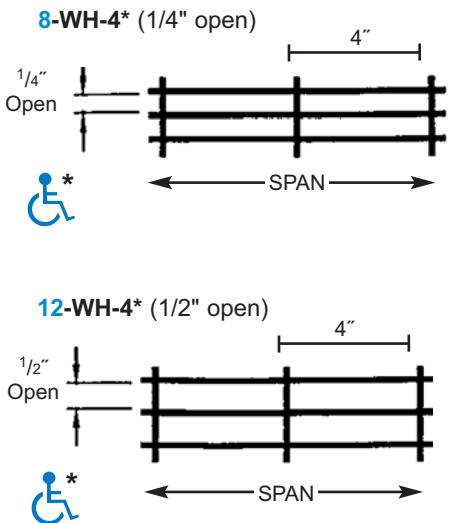 8-WH-4* (1/4" open)
4″
1/4″
Open
*
SPAN
12-WH-4* (1/2" open)
4″
1/2″
Open
*
SPAN